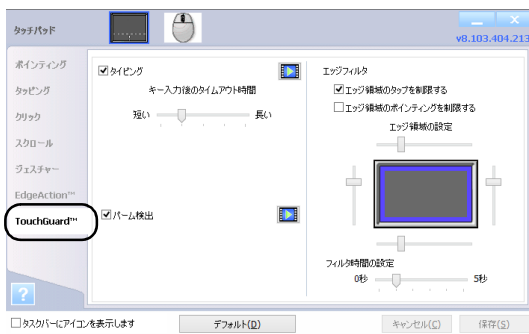 タッチパッド
v8.103.404.213
ポインティング
タッピング
クリック
スクロール
ジェスチャー
EdgeAction™
TouchGuard™
タイピング
キー入力後のタイムアウト時間
短い 長い
パーム検出
エッジフィルタ
エッジ領域のタップを制限する
エッジ領域のポインティングを制限する
エッジ領域の設定
フィルタ時間の設定
0秒 5秒
?
タスクバーにアイコンを表示します
デフォルト(D)
キャンセル(C)
保存(S)